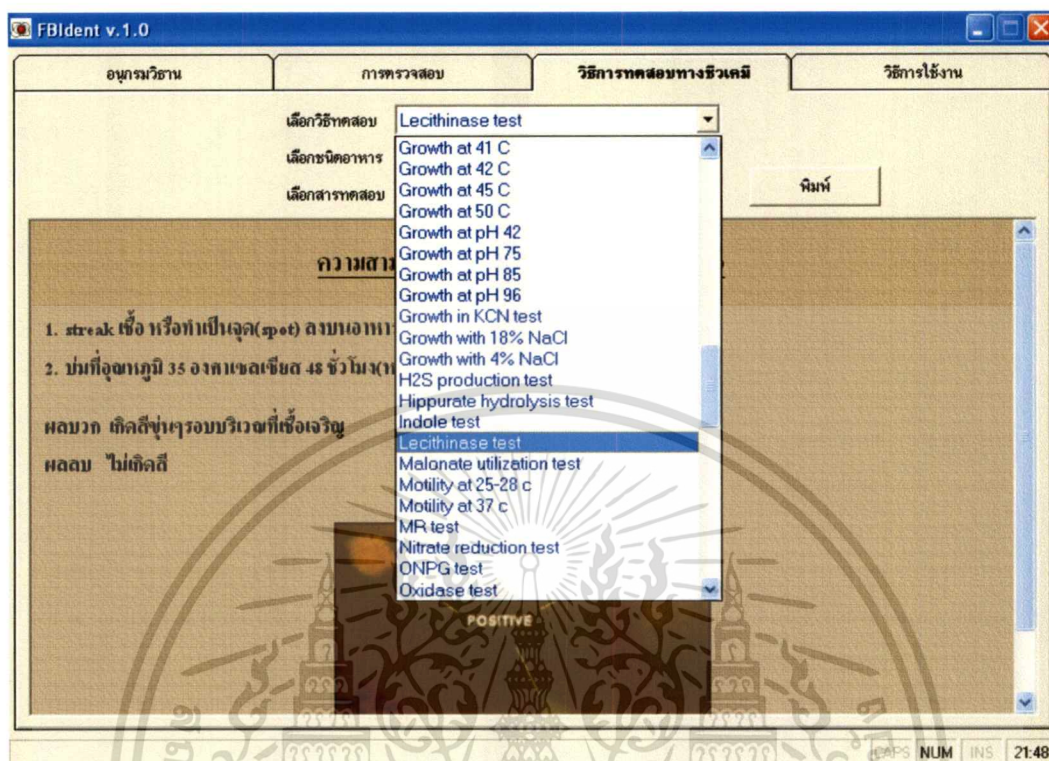 FBIdent v.1.0
อนุกรมวิธาน การตรวจสอบ วิธีการทดสอบทางชีวเคมี วิธีการใช้งาน
เลือกวิธีทดสอบ Lecithinase test
เลือกชนิดอาหาร
เลือกสารทดสอบ
พิมพ์
Growth at 41 C
Growth at 42 C
Growth at 45 C
Growth at 50 C
Growth at pH 42
Growth at pH 75
Growth at pH 85
Growth at pH 96
Growth in KCN test
Growth with 18% NaCl
Growth with 4% NaCl
H2S production test
Hippurate hydrolysis test
Indole test
Lecithinase test
Malonate utilization test
Motility at 25-28 c
Motility at 37 c
MR test
Nitrate reduction test
ONPG test
Oxidase test
1. streak เชื้อ หรือทำเป็นจุด(spot) ลงบนอาหาร
2. บ่มที่อุณหภูมิ 35 องศาเซลเซียส 48 ชั่วโมง
ผลบวก เกิดสีขุ่นๆรอบบริเวณที่เชื้อเจริญ
ผลลบ ไม่เกิดสี
POSITIVE
CAPS NUM INS 21:48